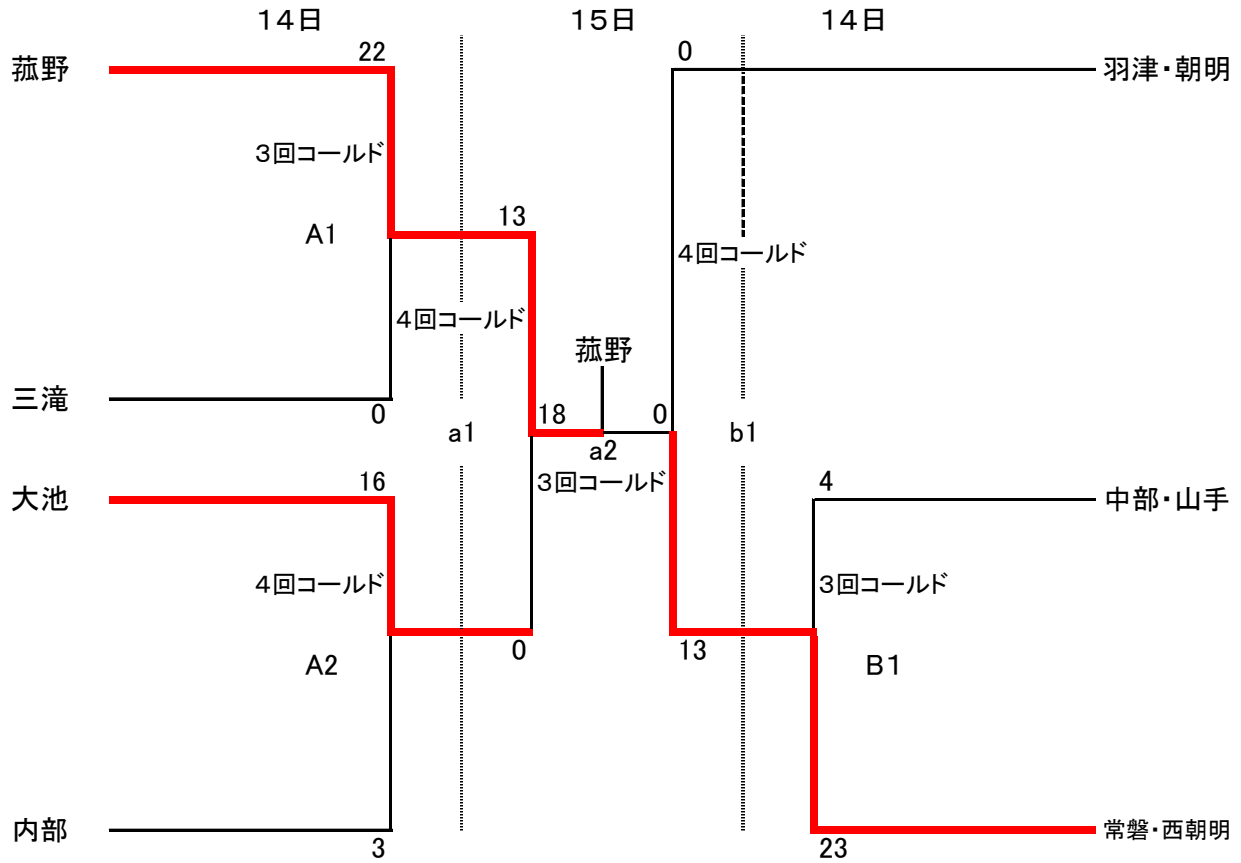 14日
15日
14日
22
0
菰野
羽津・朝明
3回コールド
A1
13
4回コールド
4回コールド
菰野
三滝
0
18
0
a1
a2
b1
3回コールド
大池
16
4
中部・山手
4回コールド
3回コールド
0
13
A2
B1
内部
3
23
常磐・西朝明